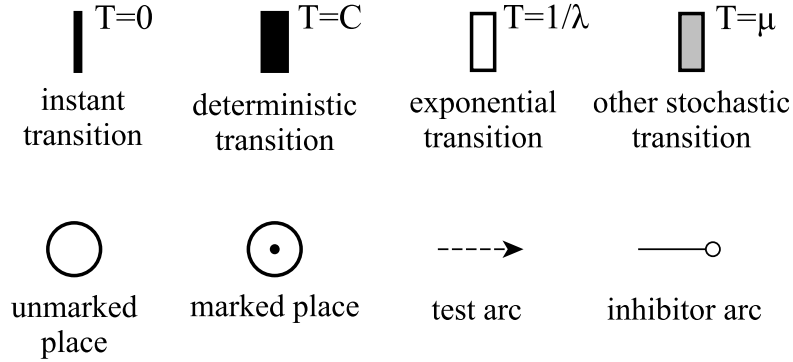 T=0
T=C
T=1/λ
T=μ
instant
transition
deterministic
transition
exponential
transition
other stochastic
transition
unmarked
place
marked place
test arc
inhibitor arc